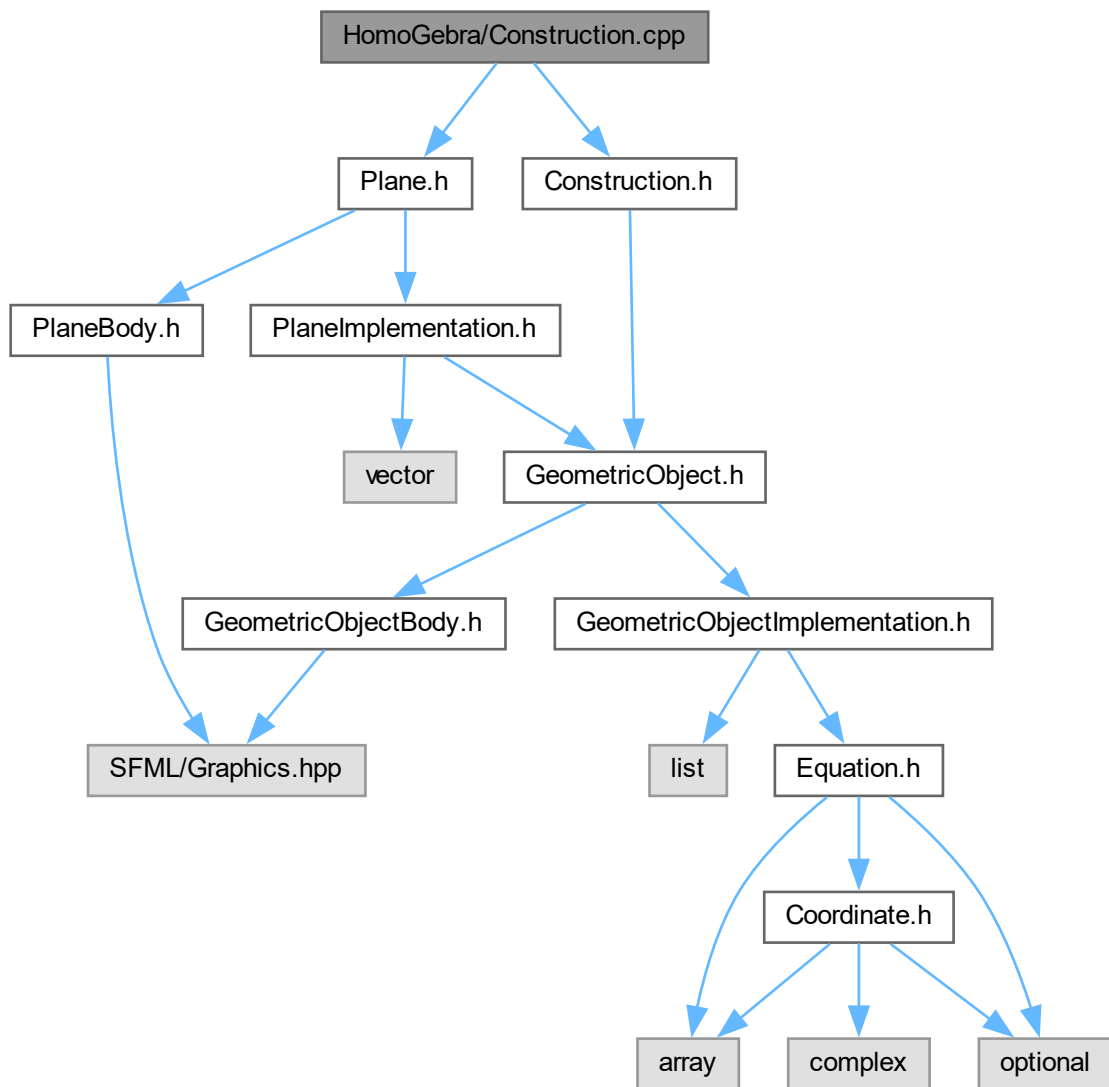 HomoGebra/Construction.cpp
Plane.h
Construction.h
PlaneBody.h
PlaneImplementation.h
vector
GeometricObject.h
GeometricObjectBody.h
GeometricObjectImplementation.h
SFML/Graphics.hpp
list
Equation.h
Coordinate.h
array
complex
optional